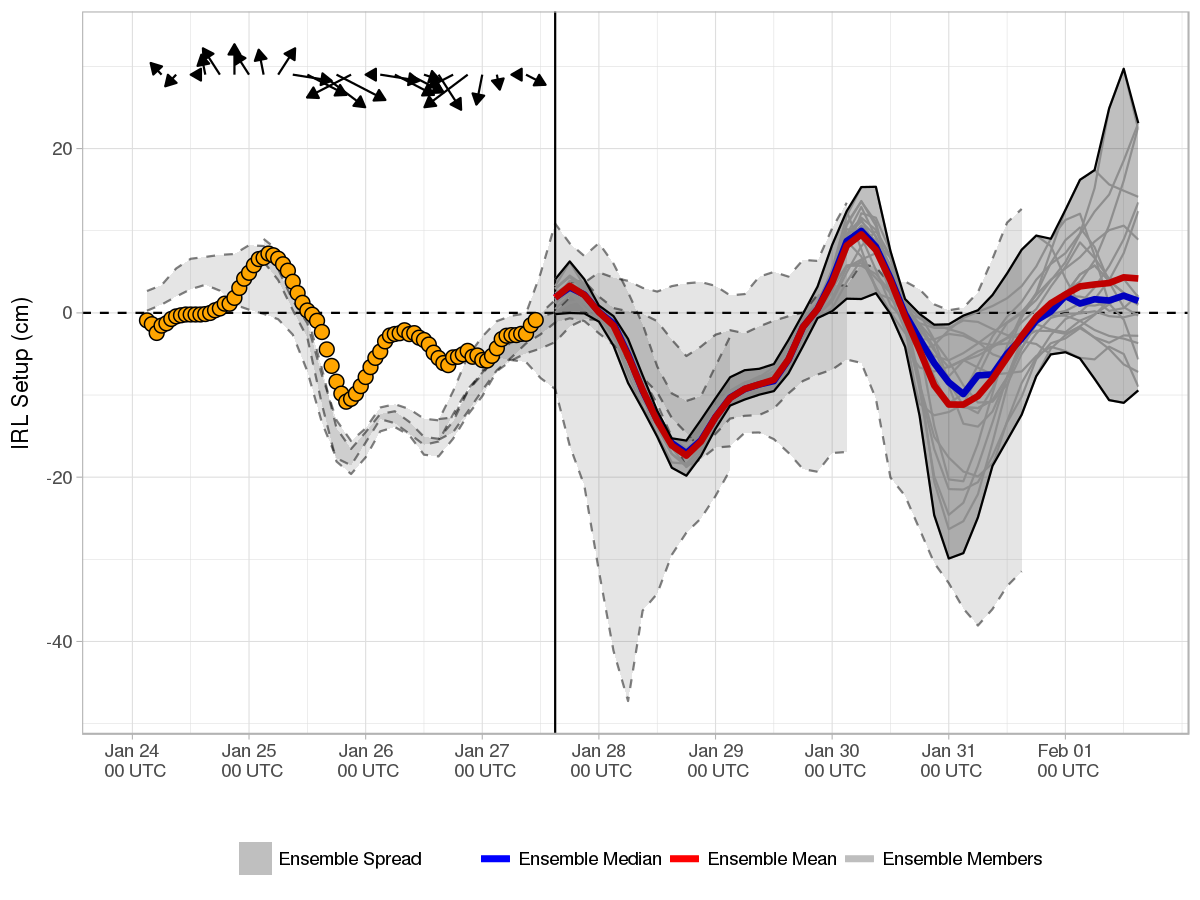 IRL Setup (cm)
20
0
-20
-40
Jan 24 Jan 25 Jan 26 Jan 27 Jan 28 Jan 29 Jan 30 Jan 31 Feb 01
00 UTC 00 UTC 00 UTC 00 UTC 00 UTC 00 UTC 00 UTC 00 UTC 00 UTC
Ensemble Spread Ensemble Median Ensemble Mean Ensemble Members